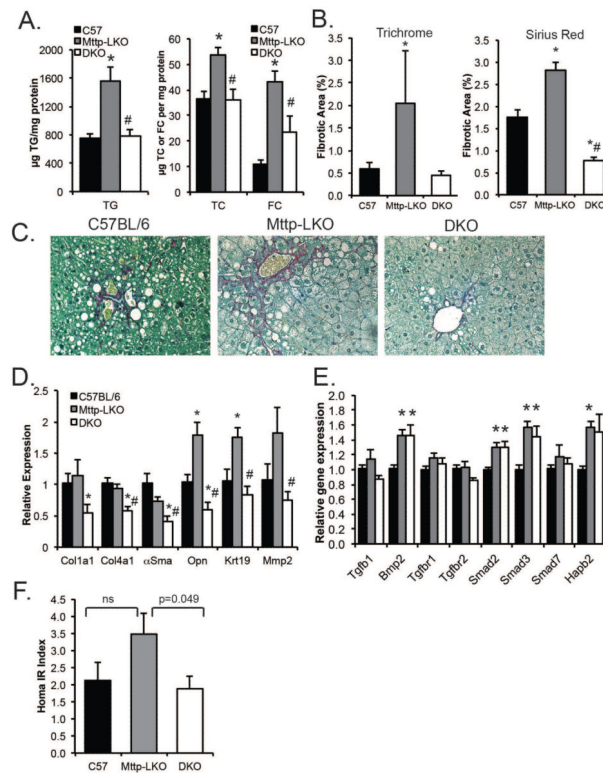 A.
C57
Mttp-LKO
DKO
µg TG/mg protein
2000
1600
1200
800
400
0
*
#
TG
C57
Mttp-LKO
DKO
µg TC or FC per mg protein
60
50
40
30
20
10
0
*
#
*
#
TC FC
B.
Trichrome
Fibrotic Area (%)
3.5
3.0
2.5
2.0
1.5
1.0
0.5
0.0
*
C57 Mttp-LKO DKO
Sirius Red
Fibrotic Area (%)
3.5
3.0
2.5
2.0
1.5
1.0
0.5
0.0
*
*#
C57 Mttp-LKO DKO
C.
C57BL/6 Mttp-LKO DKO
D.
C57BL/6
Mttp-LKO
DKO
Relative Expression
2.5
2
1.5
1
0.5
0
*
*#
*#
*
*#
*
#
#
Col1a1 Col4a1 αSma Opn Krt19 Mmp2
E.
Relative gene expression
2.0
1.8
1.6
1.4
1.2
1.0
0.8
0.6
0.4
0.2
0.0
* *
* *
* *
*
Tgfb1 Bmp2 Tgfbr1 Tgfbr2 Smad2 Smad3 Smad7 Hapb2
F.
Homa IR Index
4.5
4.0
3.5
3.0
2.5
2.0
1.5
1.0
0.5
0.0
ns
p=0.049
C57 Mttp-LKO DKO